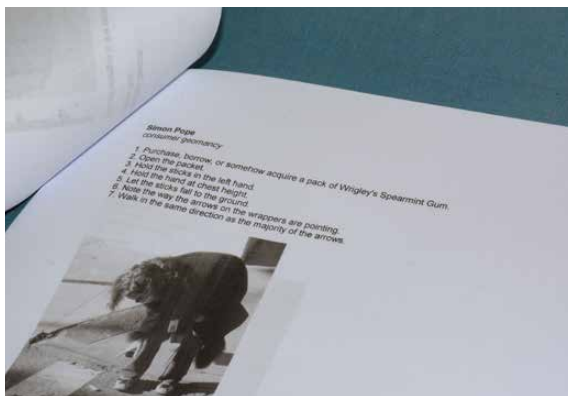 Simon Pope
consumer geomancy
1. Purchase, borrow, or somehow acquire a pack of Wrigley's Spearmint Gum.
2. Open the packet.
3. Hold the sticks in the left hand.
4. Hold the hand at chest height.
5. Let the sticks fall to the ground.
6. Note the way the arrows on the wrappers are pointing.
7. Walk in the same direction as the majority of the arrows.